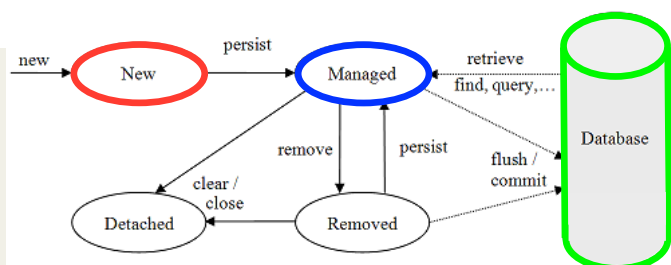 new
New
persist
Managed
retrieve
find, query,...
Database
remove
persist
flush /
commit
clear /
close
Detached
Removed